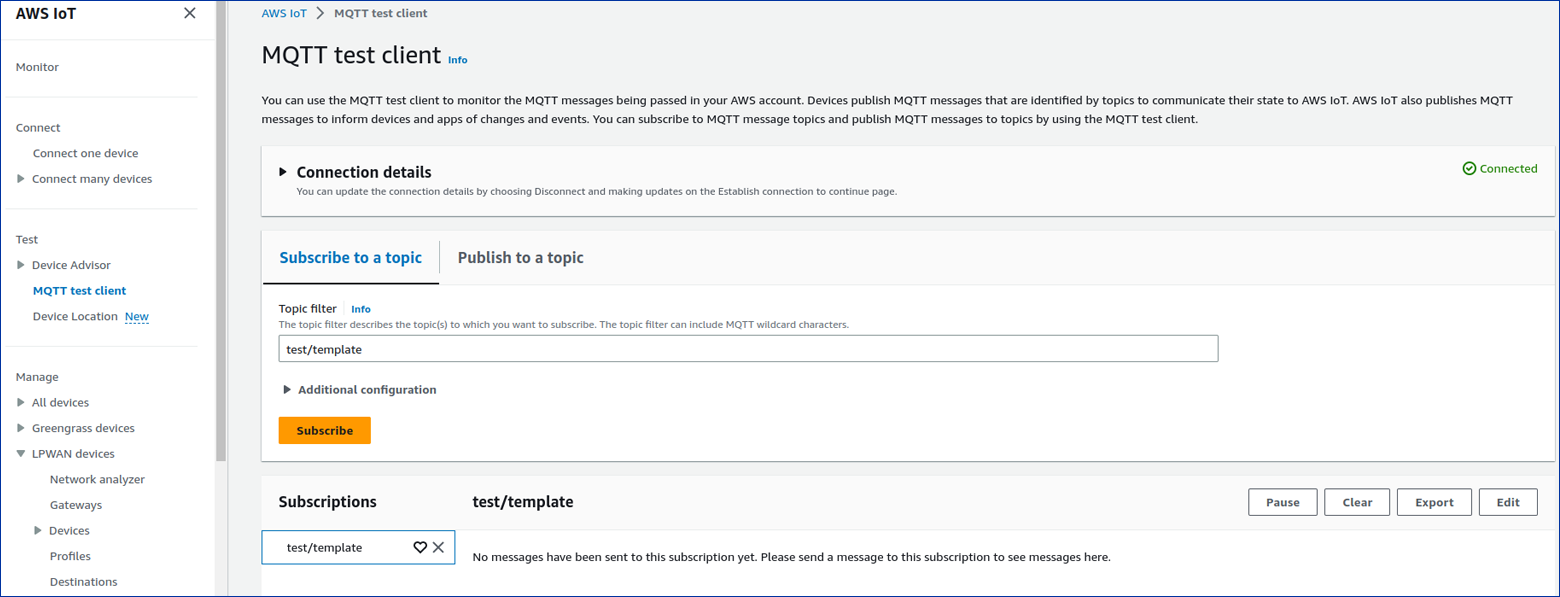 AWS IoT
Monitor
Connect
Connect one device
Connect many devices
Test
Device Advisor
MQTT test client
Device Location New
Manage
All devices
Greengrass devices
LPWAN devices
Network analyzer
Gateways
Devices
Profiles
Destinations
AWS IoT > MQTT test client
MQTT test client Info
You can use the MQTT test client to monitor the MQTT messages being passed in your AWS account. Devices publish MQTT messages that are identified by topics to communicate their state to AWS IoT. AWS IoT also publishes MQTT
messages to inform devices and apps of changes and events. You can subscribe to MQTT message topics and publish MQTT messages to topics by using the MQTT test client.
Connection details
Connected
You can update the connection details by choosing Disconnect and making updates on the Establish connection to continue page.
Subscribe to a topic Publish to a topic
Topic filter Info
The topic filter describes the topic(s) to which you want to subscribe. The topic filter can include MQTT wildcard characters.
test/template
Additional configuration
Subscribe
Subscriptions
test/template
Pause Clear Export Edit
test/template
No messages have been sent to this subscription yet. Please send a message to this subscription to see messages here.